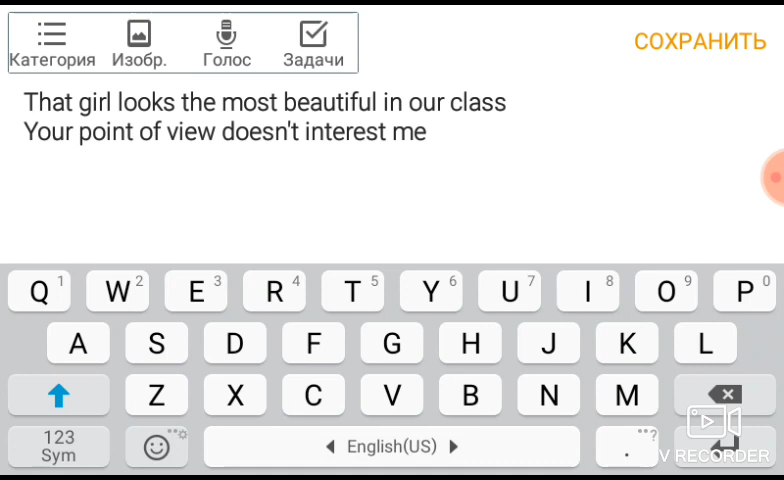 Категория Изобр. Голос Задачи СОХРАНИТЬ
That girl looks the most beautiful in our class
Your point of view doesn't interest me
Q 1 W 2 E 3 R 4 T 5 Y 6 U 7 I 8 O 9 P 0
A S D F G H J K L
Z X C V B N M
123 Sym English(US) . ?
V RECORDER